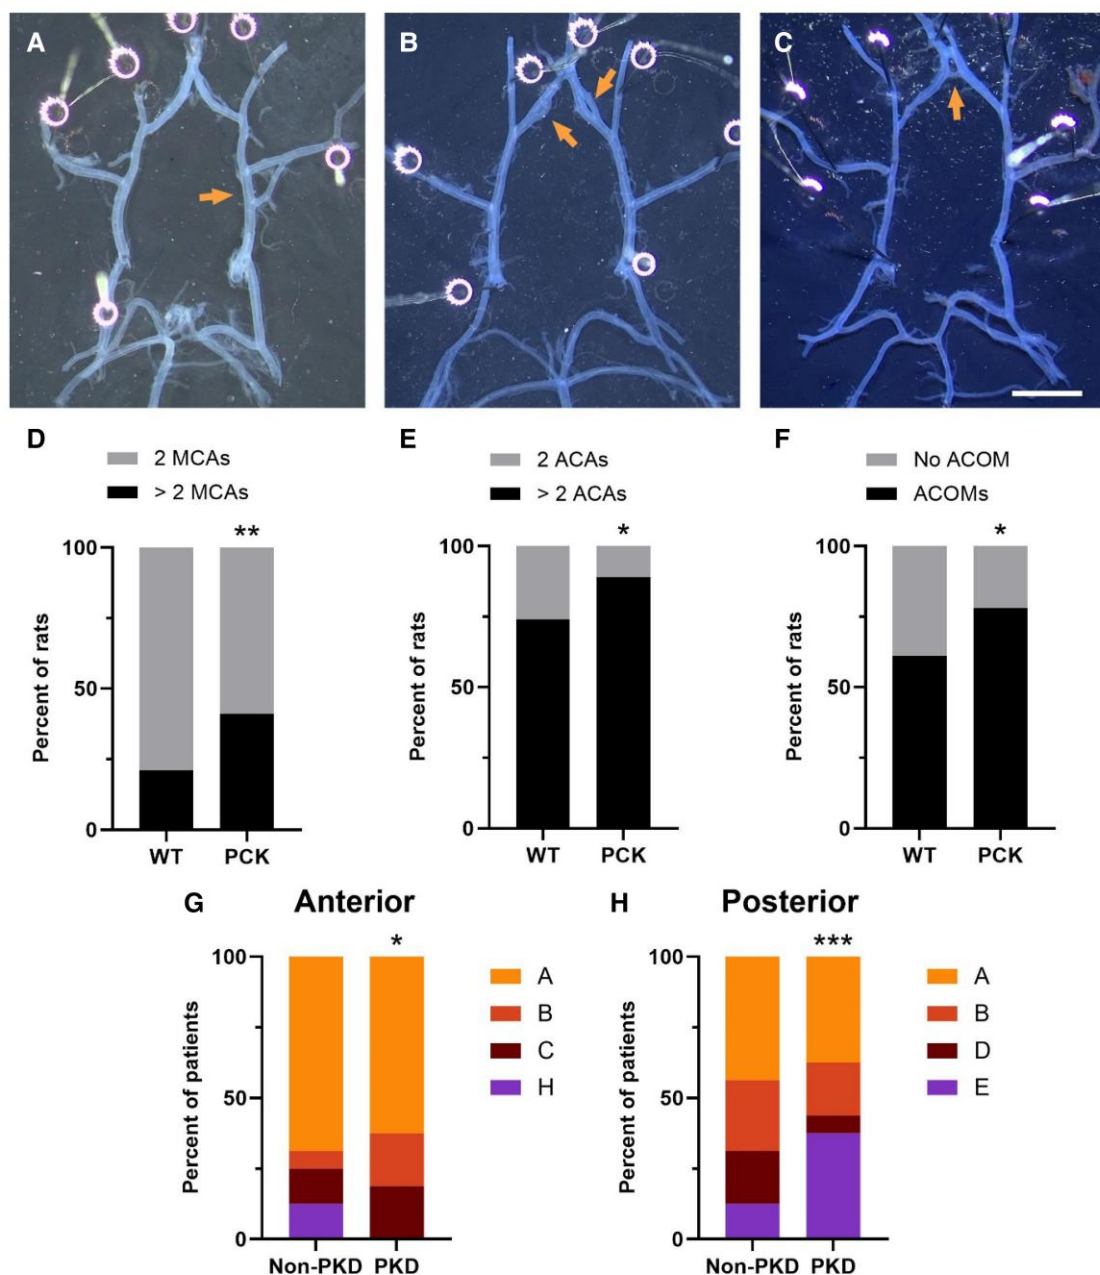 A
B
C
D
2 MCAs
> 2 MCAs
**
100
50
0
Percent of rats
WT
PCK
E
2 ACAs
> 2 ACAs
*
100
50
0
Percent of rats
WT
PCK
F
No ACOM
ACOMs
*
100
50
0
Percent of rats
WT
PCK
G
Anterior
*
100
50
0
Percent of patients
Non-PKD
PKD
A
B
C
H
H
Posterior
***
100
50
0
Percent of patients
Non-PKD
PKD
A
B
D
E